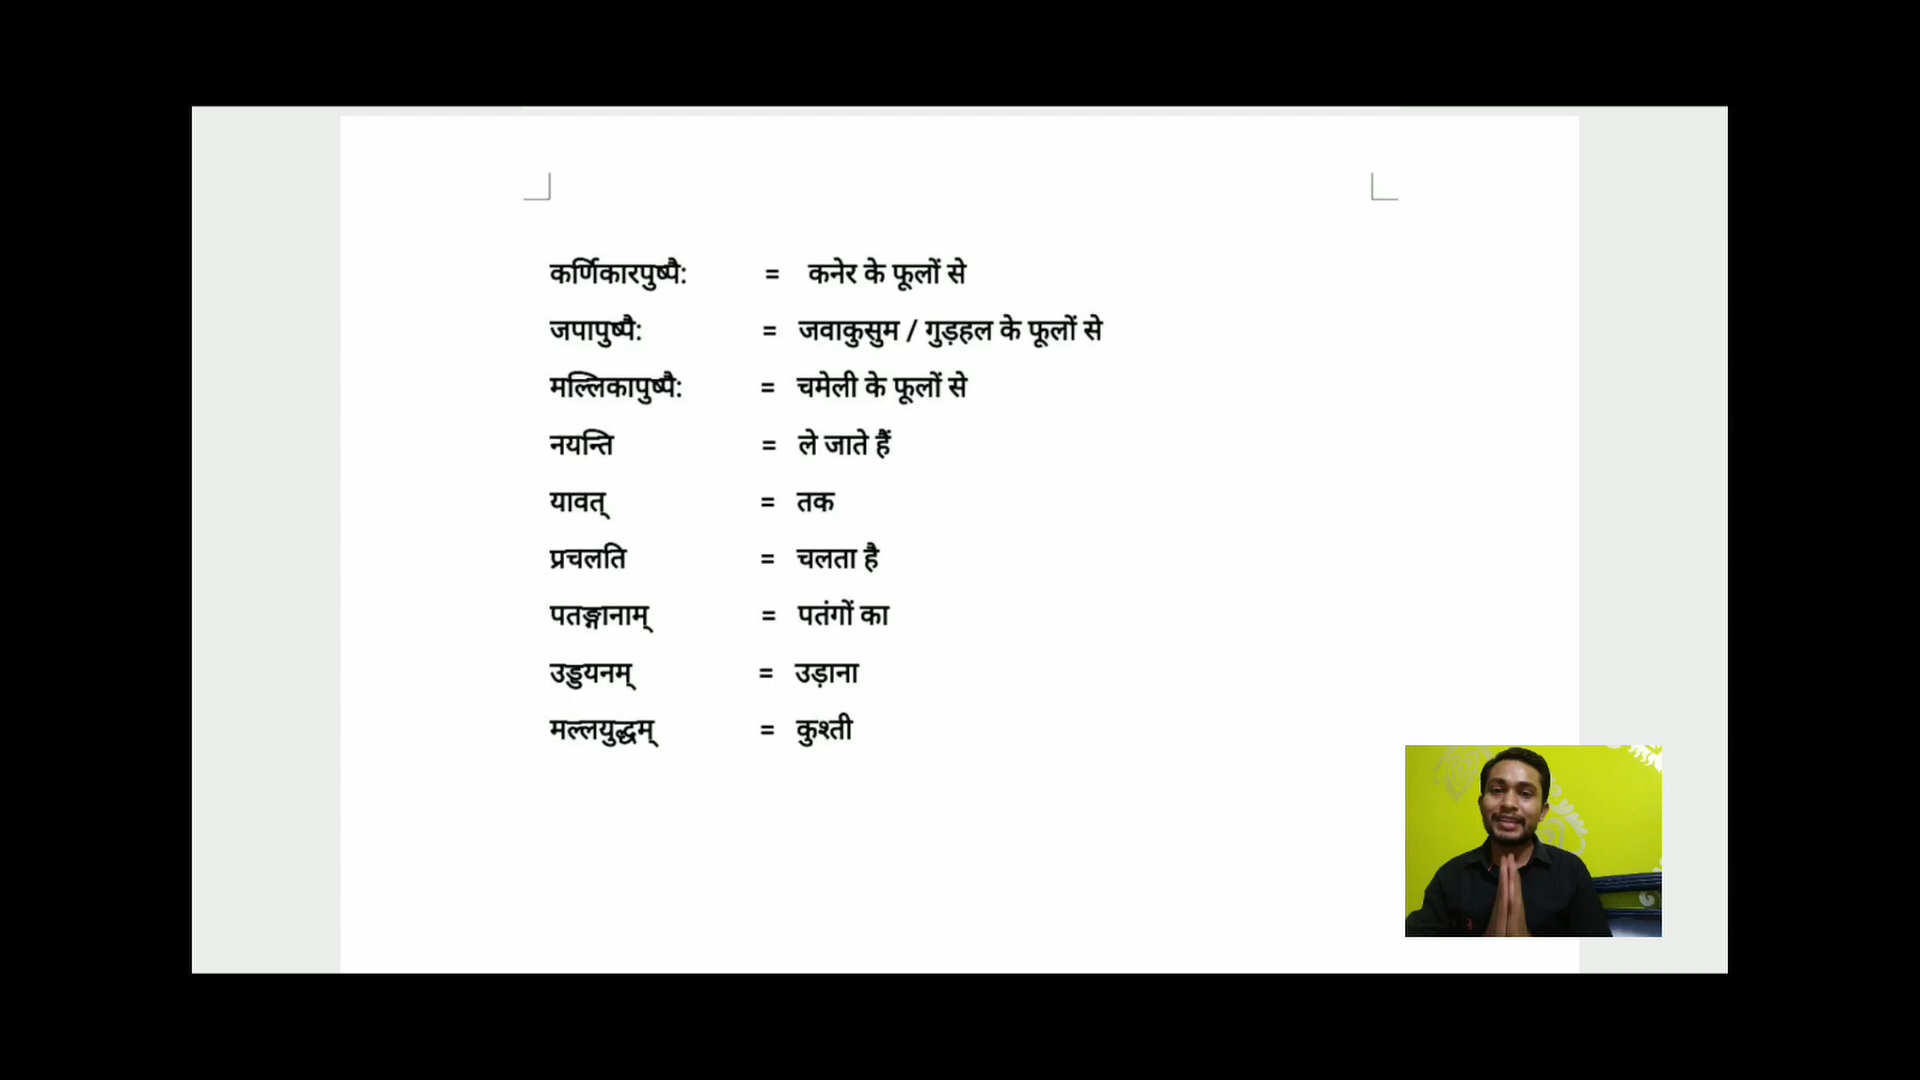 कर्णिकारपुष्पै: = कनेर के फूलों से
जपापुष्पै: = जवाकुसुम / गुड़हल के फूलों से
मल्लिकापुष्पै: = चमेली के फूलों से
नयन्ति = ले जाते हैं
यावत् = तक
प्रचलति = चलता है
पतङ्गानाम् = पतंगों का
उड्डयनम् = उड़ाना
मल्लयुद्धम् = कुश्ती